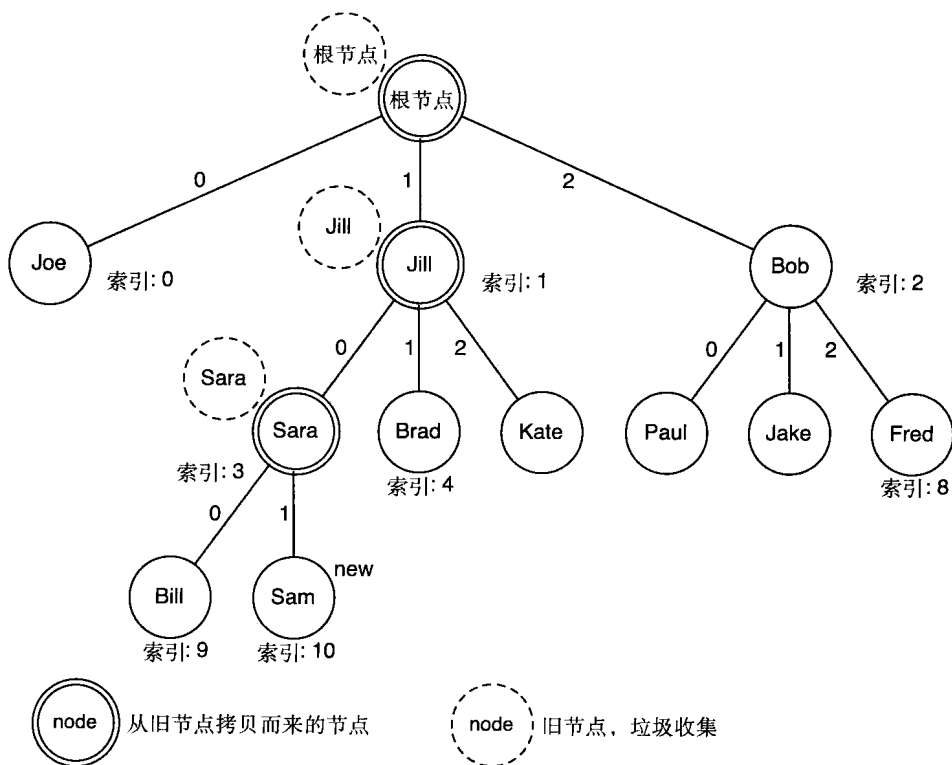 根节点
根节点
0
1
2
Jill
Joe
索引: 0
Jill
索引: 1
Bob
索引: 2
0
1
2
0
1
2
Sara
Sara
索引: 3
Brad
索引: 4
Kate
Paul
Jake
Fred
索引: 8
0
1
new
Bill
索引: 9
Sam
索引: 10
node
从旧节点拷贝而来的节点
node
旧节点，垃圾收集